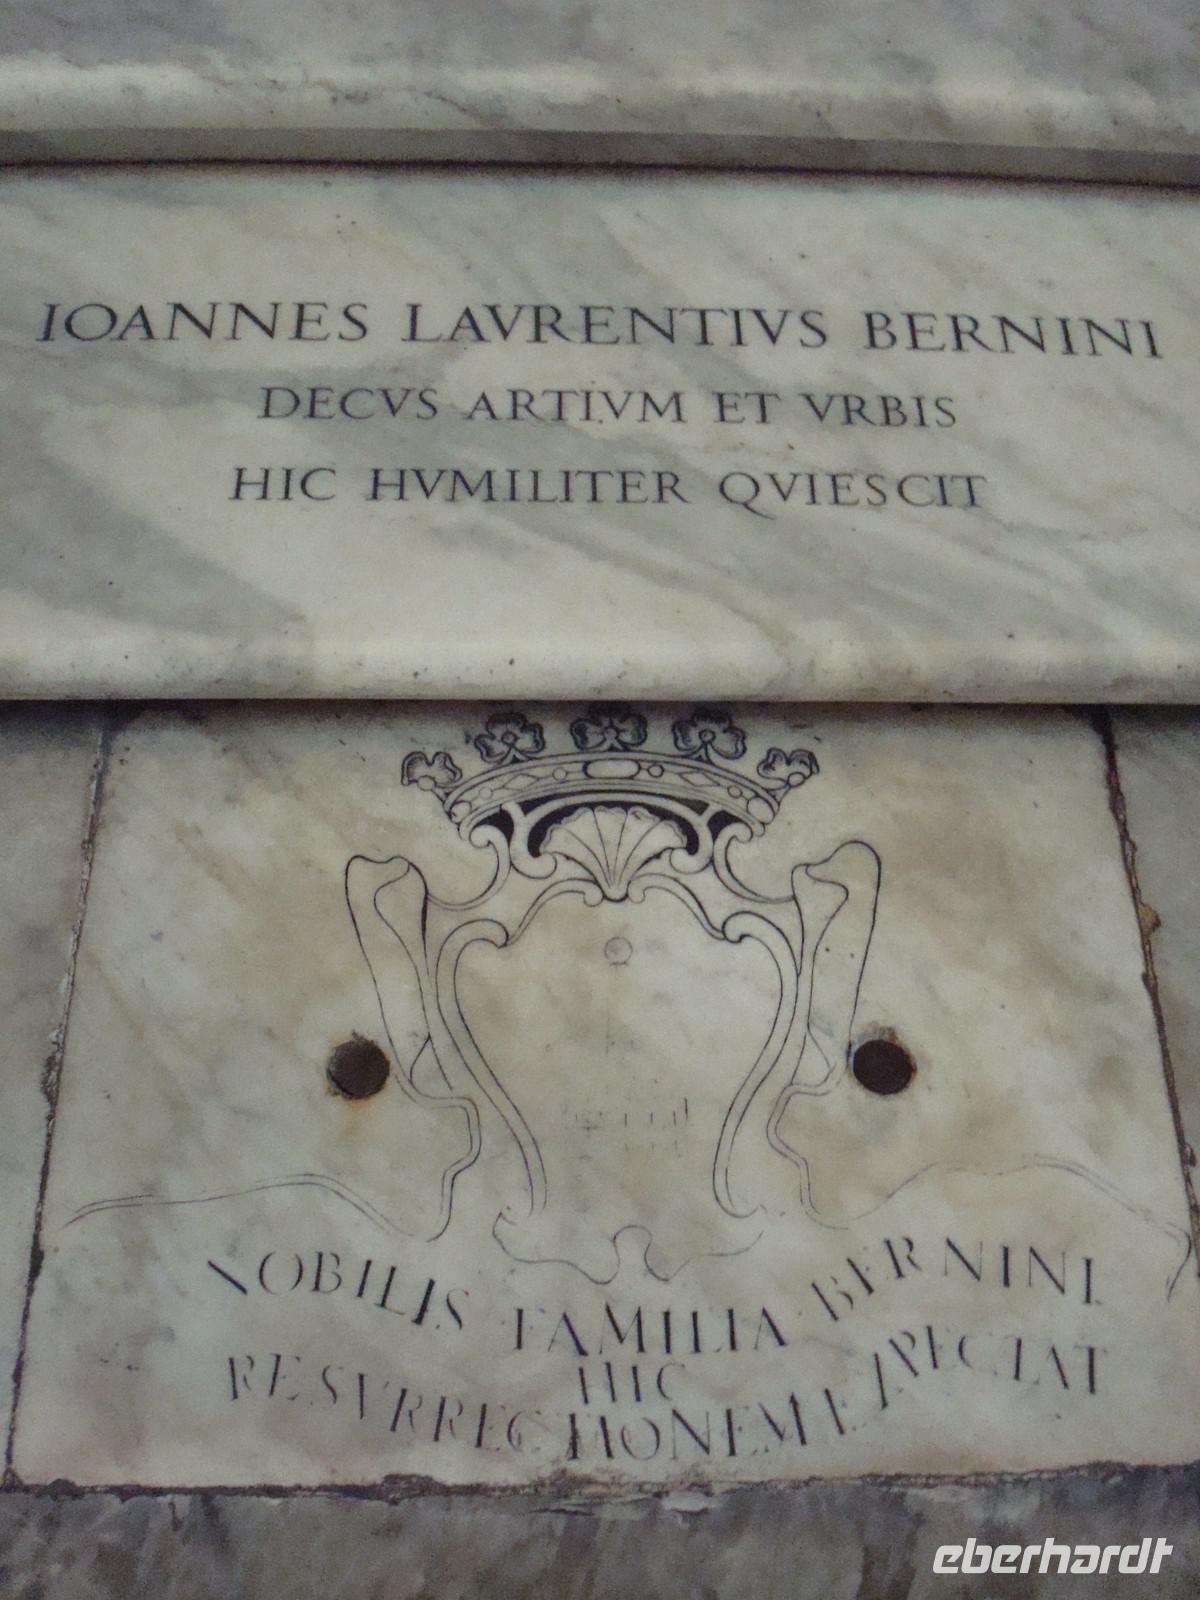 IOANNES LAVRENTIVS BERNINI
DECVS ARTIVM ET VRBIS
HIC HVMILITER QVIESCIT
NOBILIS FAMILIA BERNINI
HIC
RESVRRECTIONEM EXPECTAT
eberhardt